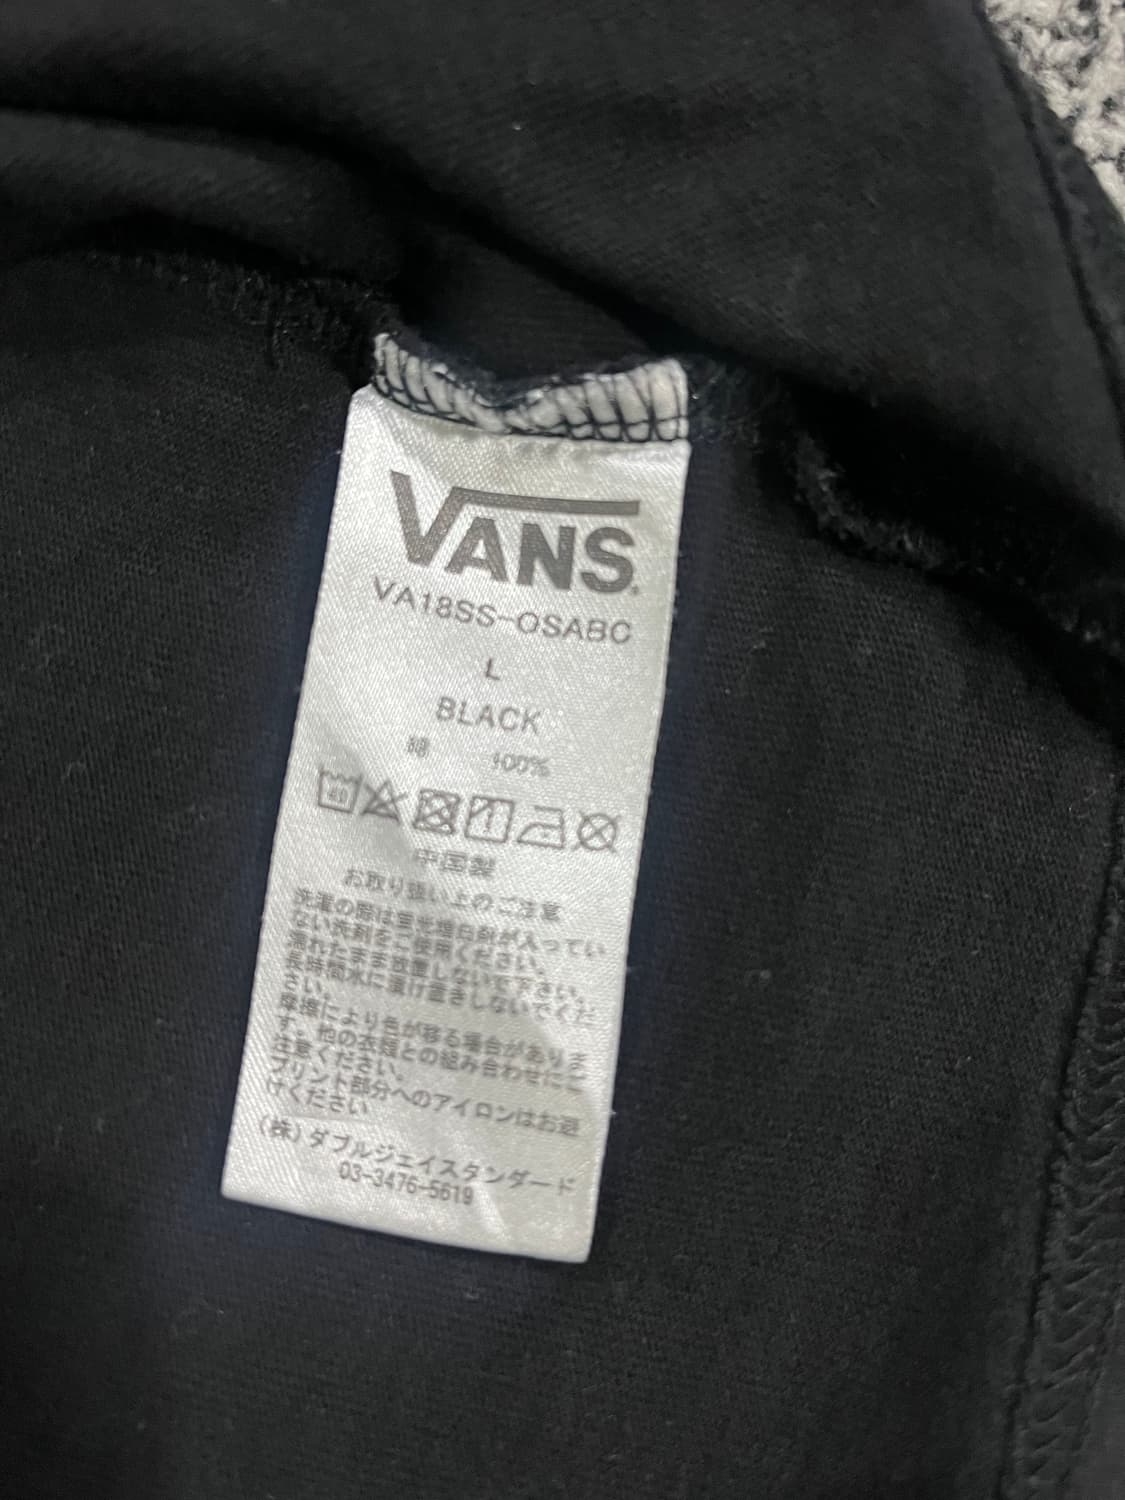 VANS
VA18SS-OSABC
L
BLACK
綿 100%
40
中国製
お取り扱い上のご注意
洗濯の際は蛍光増白剤が入ってい
ない洗剤をご使用ください。
濡れたまま放置しないで下さい。
長時間水に漬け置きしないでくだ
さい。
摩擦により色が移る場合がありま
す。他の衣類との組み合わせにご
注意ください。
プリント部分へのアイロンはお避
けください
(株)ダブルジェイスタンダード
03-3476-5619